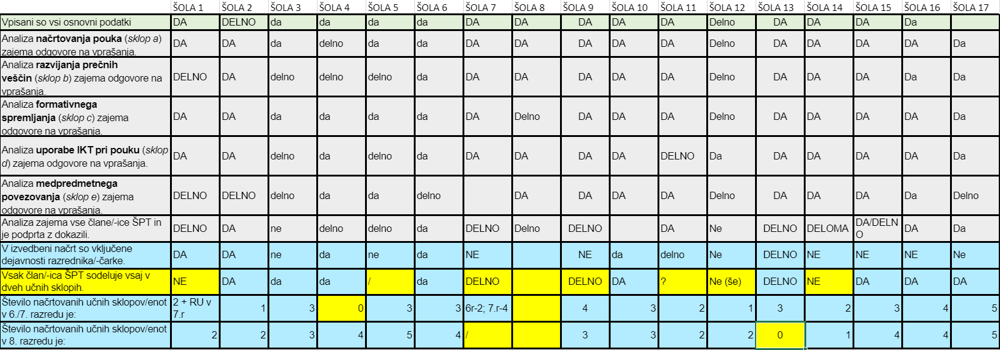 ŠOLA 1 ŠOLA 2 ŠOLA 3 ŠOLA 4 ŠOLA 5 ŠOLA 6 ŠOLA 7 ŠOLA 8 ŠOLA 9 ŠOLA 10 ŠOLA 11 ŠOLA 12 ŠOLA 13 ŠOLA 14 ŠOLA 15 ŠOLA 16 ŠOLA 17
Vpisani so vsi osnovni podatki DA DELNO da da da da DA DA DA DA DA Delno DA DA DA Da
Analiza načrtovanja pouka (sklop a)
zajema odgovore na vprašanja. DA DA da delno da da DA DA DA DA DA Delno DA DA DA DA Da
Analiza razvijanja prečnih
veščin (sklop b) zajema odgovore na
vprašanja. DELNO DA delno delno delno da DA DA DA DA DA Delno DA DA DA Da Da
Analiza formativnega
spremljanja (sklop c) zajema
odgovore na vprašanja. DA DA da da da da DA Delno DA DA DA Delno DA DA DA DA Da
Analiza uporabe IKT pri pouku (sklop
d) zajema odgovore na vprašanja. DA DA delno da delno da DA DA DA DA DELNO Da DA DA DA DA Da
Analiza medpredmetnega
povezovanja (sklop e) zajema
odgovore na vprašanja. DELNO DELNO delno da da delno DA DA DA DA Delno DA DA DA Da Delno
Analiza zajema vse člane/-ice ŠPT in
je podprta z dokazili. DELNO DA ne delno delno da DELNO Delno DELNO DA Ne DELNO DELOMA DA/DELN
O DA Da
V izvedbeni načrt so vključene
dejavnosti razrednika/-čarke. DA DA ne da ne da NE NE da delno Ne DELNO NE NE NE Ne
Vsak član/-ica ŠPT sodeluje vsaj v
dveh učnih sklopih. NE DA da da / da DELNO DELNO DA ? Ne (še) DELNO NE DA DA DA
Število načrtovanih učnih sklopov/enot
v 6./7. razredu je: 2 + RU v
7.r 1 3 0 3 3 6r-2; 7.r-4 4 3 2 1 3 2 3 4 5
Število načrtovanih učnih sklopov/enot
v 8. razredu je: 2 2 3 4 5 4 / 3 3 2 2 0 1 4 4 5